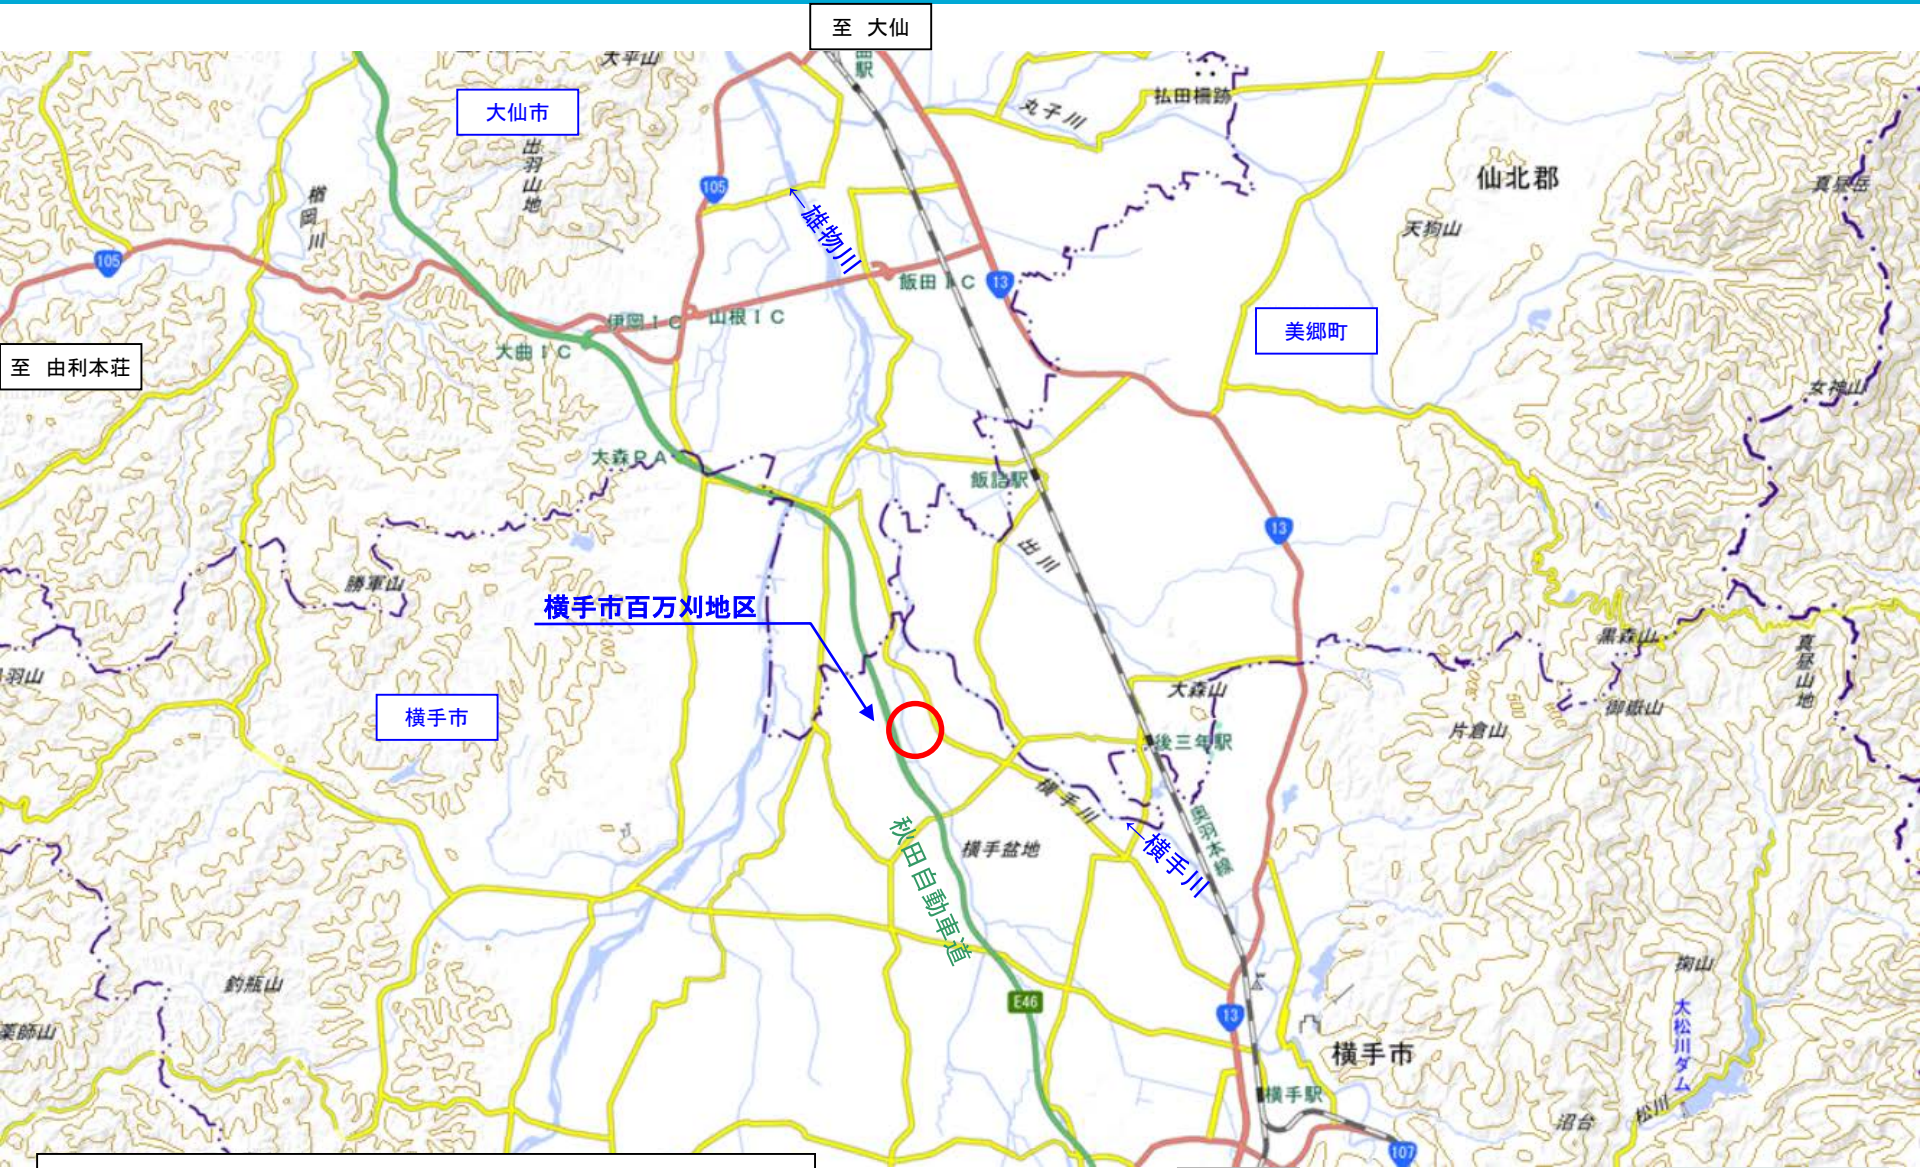 至 大仙
大平山
駅
大仙市
払田柵跡
丸子川
出羽山地
仙北郡
真昼岳
105
楢岡川
←雄物川
天狗山
105
飯田IC
13
伊岡IC
山根IC
大曲IC
美郷町
至 由利本荘
女神山
大森PA
飯詰駅
13
出川
勝軍山
横手市百万刈地区
黒森山
真昼山地
羽山
大森山
御嶽山
横手市
片倉山
後三年駅
横手川
奥羽本線
←横手川
秋田自動車道
横手盆地
掬山
釣瓶山
E46
13
大松川ダム
薬師山
横手市
横手駅
沼台
松川
107